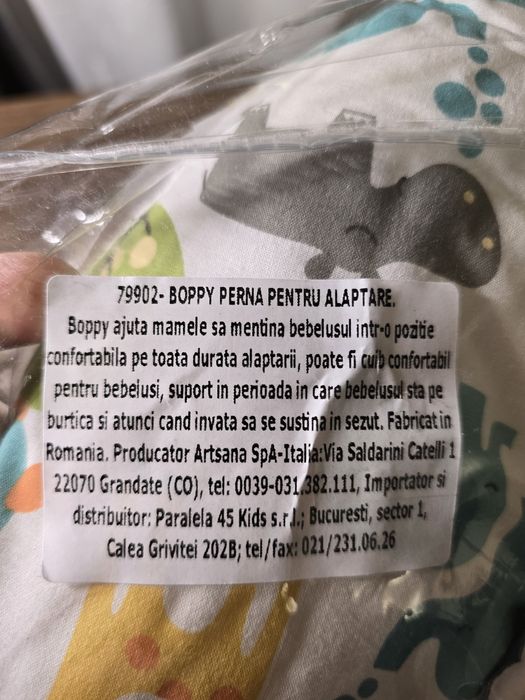 79902- BOPPY PERNA PENTRU ALAPTARE.
Boppy ajuta mamele sa mentina bebelusul intr-o pozitie
confortabila pe toata durata alaptarii, poate fi cuib confortabil
pentru bebelusi, suport in perioada in care bebelusul sta pe
burtica si atunci cand invata sa se sustina in sezut. Fabricat in
Romania. Producator Artsana SpA-Italia:Via Saldarini Catelli 1
22070 Grandate (CO), tel: 0039-031.382.111, Importator si
distribuitor: Paralela 45 Kids s.r.l.; Bucuresti, sector 1,
Calea Grivitei 202B; tel/fax: 021/231.06.26